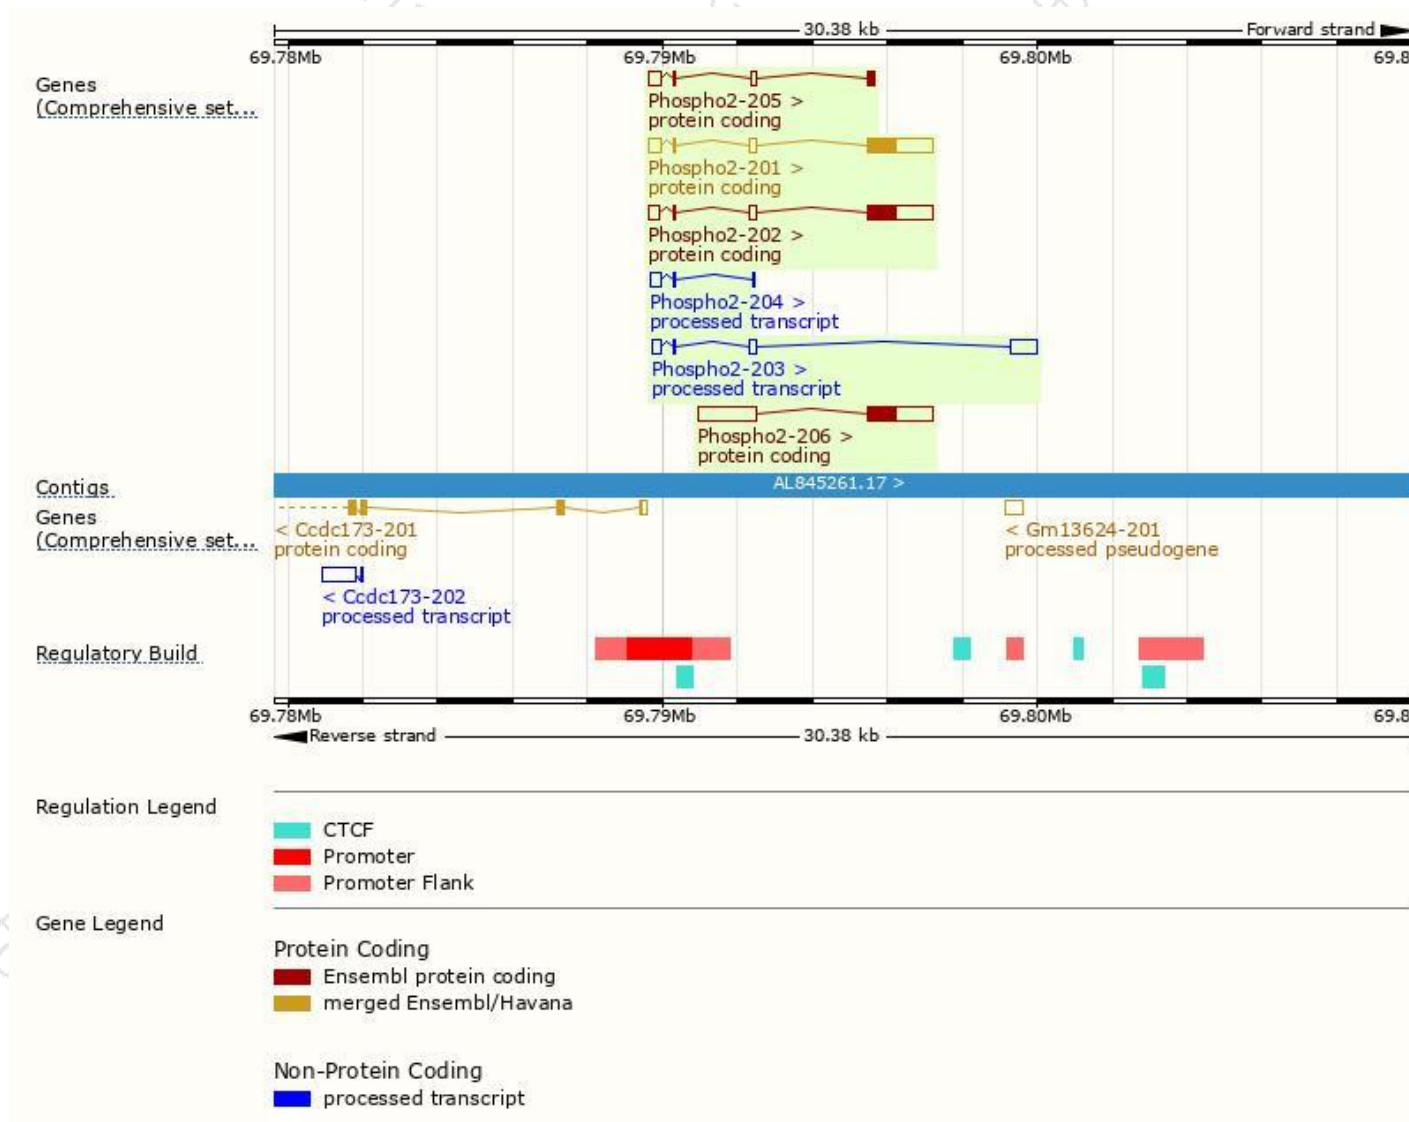 30.38 kb
Forward strand
69.78Mb 69.79Mb 69.80Mb 69.8
Genes
(Comprehensive set...
Phospho2-205 >
protein coding
Phospho2-201 >
protein coding
Phospho2-202 >
protein coding
Phospho2-204 >
processed transcript
Phospho2-203 >
processed transcript
Phospho2-206 >
protein coding
Contigs
AL845261.17 >
Genes
(Comprehensive set...
< Ccdc173-201
protein coding
< Gm13624-201
processed pseudogene
< Ccdc173-202
processed transcript
Regulatory Build
69.78Mb 69.79Mb 69.80Mb 69.8
Reverse strand
30.38 kb
Regulation Legend
CTCF
Promoter
Promoter Flank
Gene Legend
Protein Coding
Ensembl protein coding
merged Ensembl/Havana
Non-Protein Coding
processed transcript